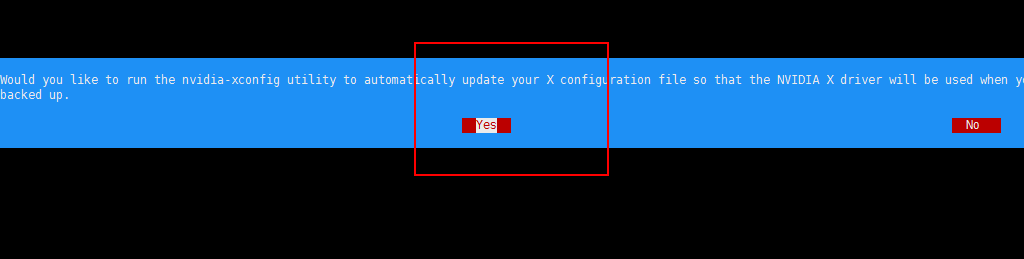 Would you like to run the nvidia-xconfig utility to automatically update your X configuration file so that the NVIDIA X driver will be used when
backed up.
Yes No